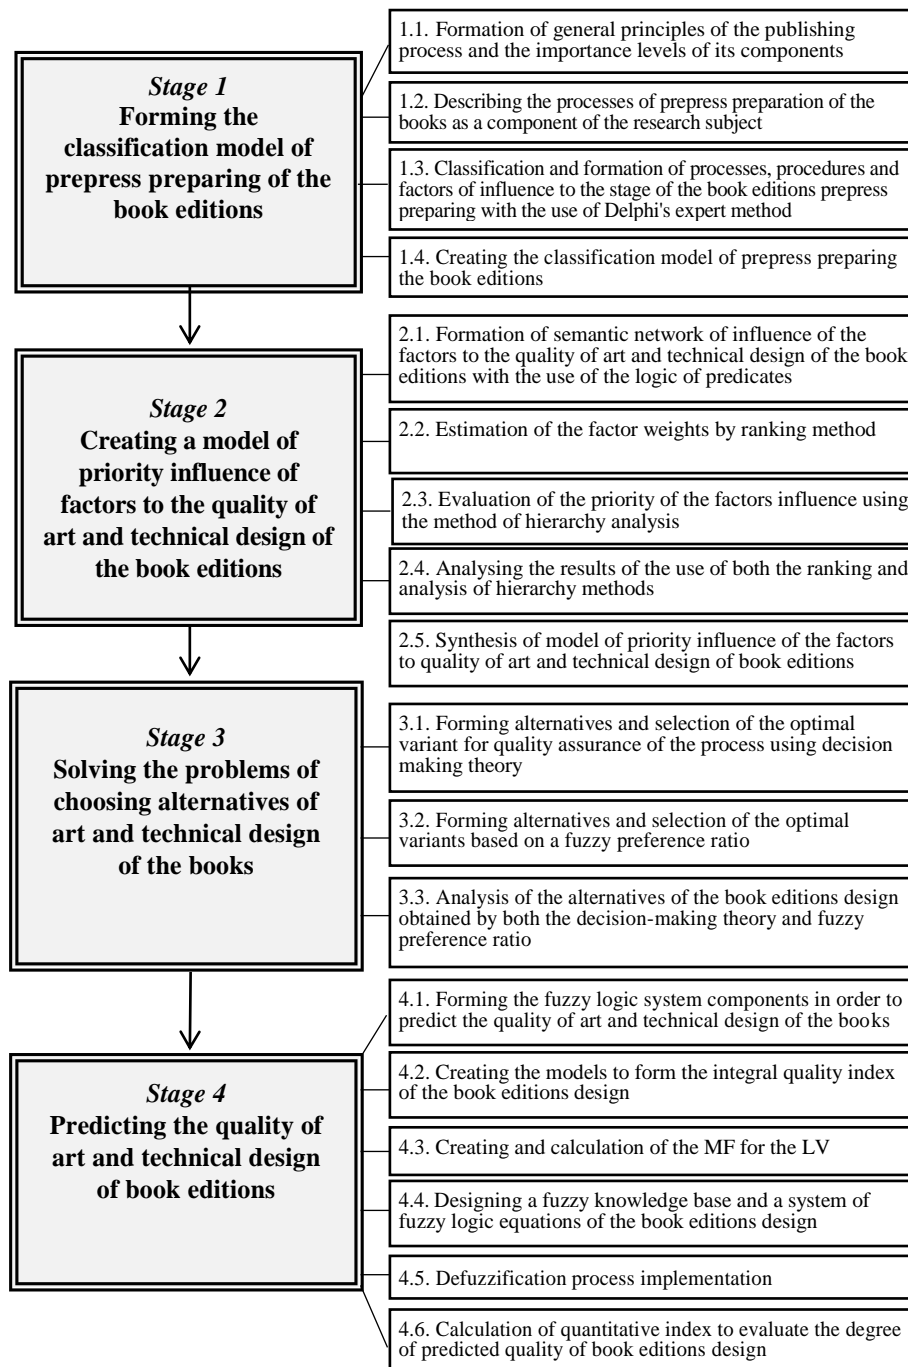 Stage 1
Forming the
classification model of
prepress preparing of the
book editions
1.1. Formation of general principles of the publishing
process and the importance levels of its components
1.2. Describing the processes of prepress preparation of the
books as a component of the research subject
1.3. Classification and formation of processes, procedures and
factors of influence to the stage of the book editions prepress
preparing with the use of Delphi's expert method
1.4. Creating the classification model of prepress preparing
the book editions
Stage 2
Creating a model of
priority influence of
factors to the quality of
art and technical design of
the book editions
2.1. Formation of semantic network of influence of the
factors to the quality of art and technical design of the book
editions with the use of the logic of predicates
2.2. Estimation of the factor weights by ranking method
2.3. Evaluation of the priority of the factors influence using
the method of hierarchy analysis
2.4. Analysing the results of the use of both the ranking and
analysis of hierarchy methods
2.5. Synthesis of model of priority influence of the factors
to quality of art and technical design of book editions
Stage 3
Solving the problems of
choosing alternatives of
art and technical design
of the books
3.1. Forming alternatives and selection of the optimal
variant for quality assurance of the process using decision
making theory
3.2. Forming alternatives and selection of the optimal
variants based on a fuzzy preference ratio
3.3. Analysis of the alternatives of the book editions design
obtained by both the decision-making theory and fuzzy
preference ratio
Stage 4
Predicting the quality of
art and technical design
of book editions
4.1. Forming the fuzzy logic system components in order to
predict the quality of art and technical design of the books
4.2. Creating the models to form the integral quality index
of the book editions design
4.3. Creating and calculation of the MF for the LV
4.4. Designing a fuzzy knowledge base and a system of
fuzzy logic equations of the book editions design
4.5. Defuzzification process implementation
4.6. Calculation of quantitative index to evaluate the degree
of predicted quality of book editions design